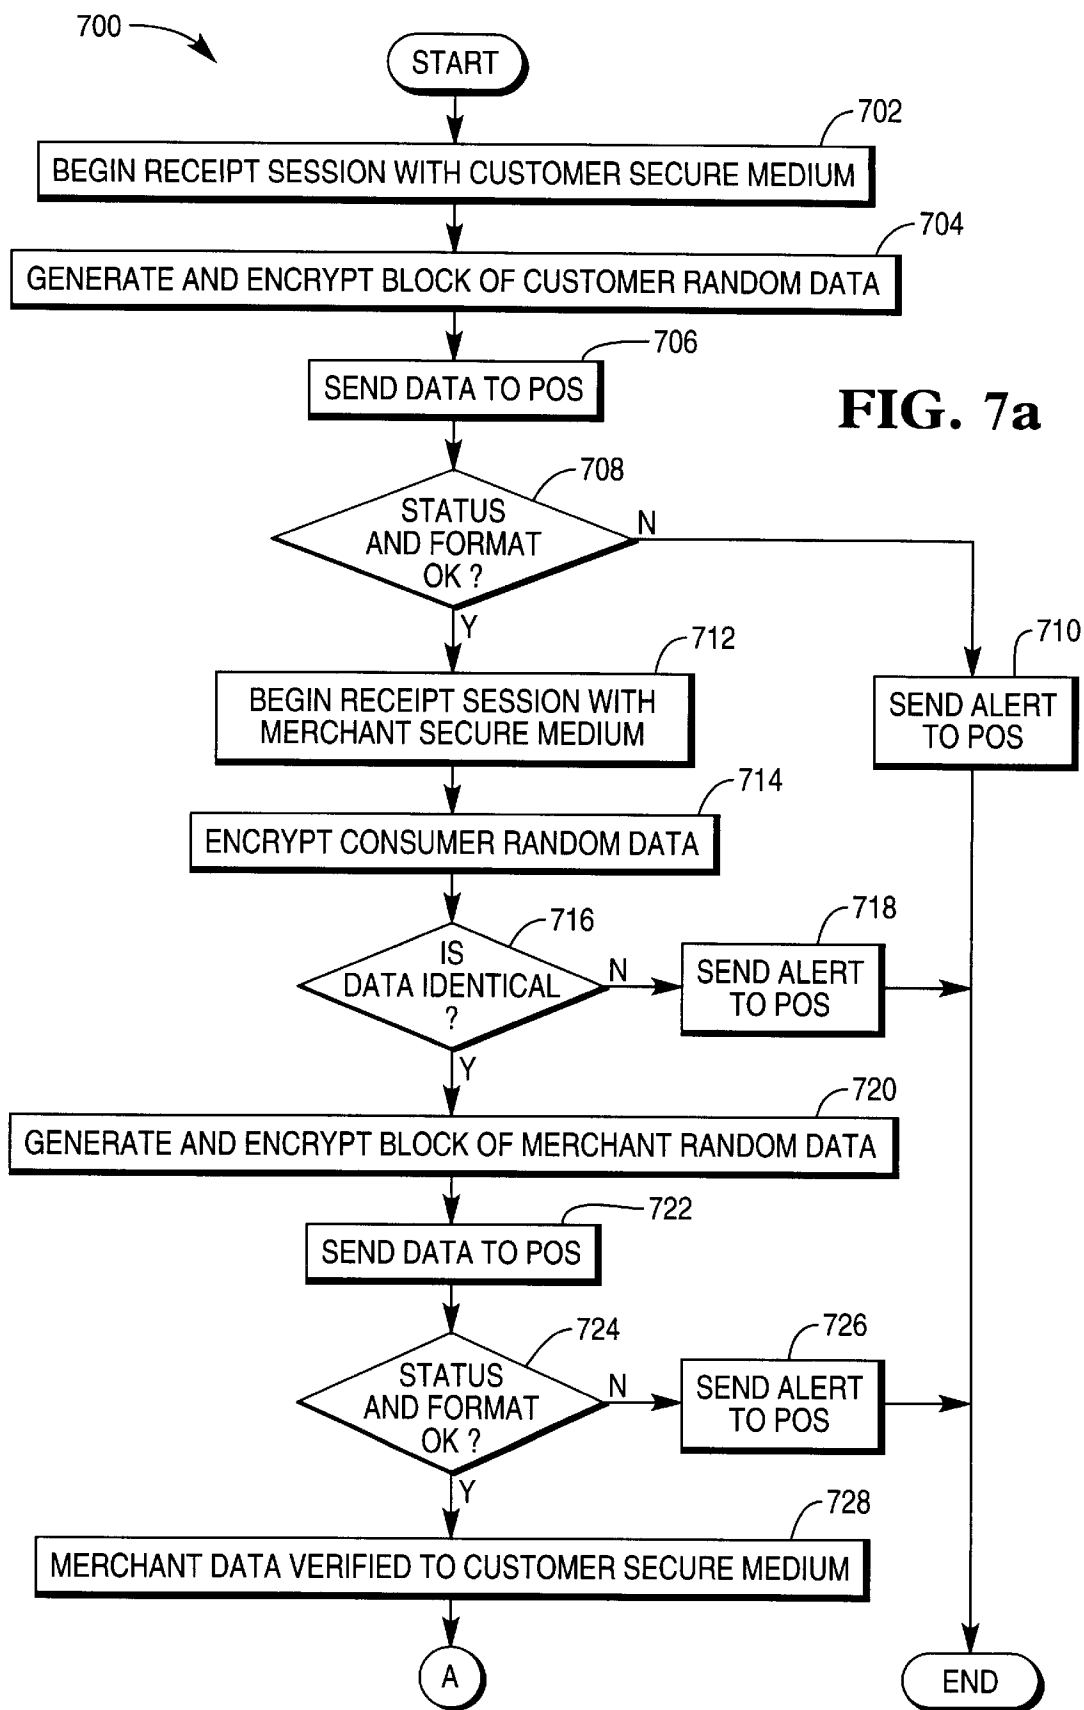 700
START
702
BEGIN RECEIPT SESSION WITH CUSTOMER SECURE MEDIUM
704
GENERATE AND ENCRYPT BLOCK OF CUSTOMER RANDOM DATA
706
SEND DATA TO POS
FIG. 7a
708
STATUS
AND FORMAT
OK ?
N
Y
710
SEND ALERT
TO POS
712
BEGIN RECEIPT SESSION WITH
MERCHANT SECURE MEDIUM
714
ENCRYPT CONSUMER RANDOM DATA
716
IS
DATA IDENTICAL
?
N
Y
718
SEND ALERT
TO POS
720
GENERATE AND ENCRYPT BLOCK OF MERCHANT RANDOM DATA
722
SEND DATA TO POS
724
STATUS
AND FORMAT
OK ?
N
Y
726
SEND ALERT
TO POS
728
MERCHANT DATA VERIFIED TO CUSTOMER SECURE MEDIUM
A
END